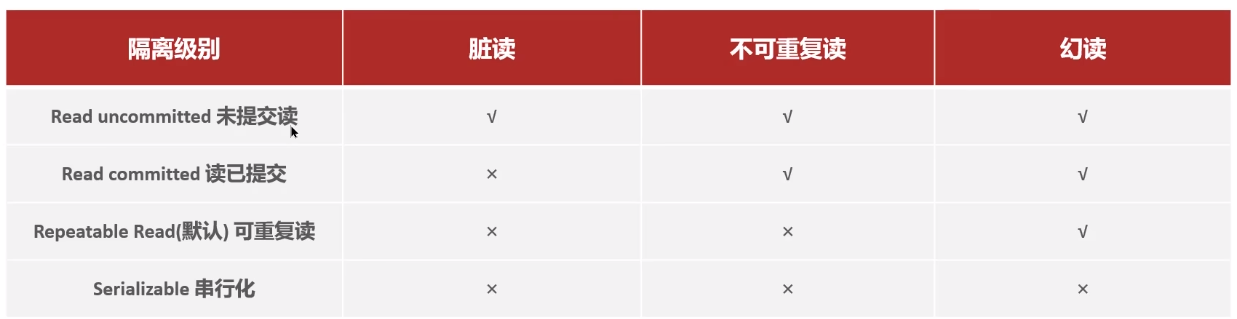 隔离级别 脏读 不可重复读 幻读
Read uncommitted 未提交读 √ √ √
Read committed 读已提交 × √ √
Repeatable Read(默认) 可重复读 × × √
Serializable 串行化 × × ×